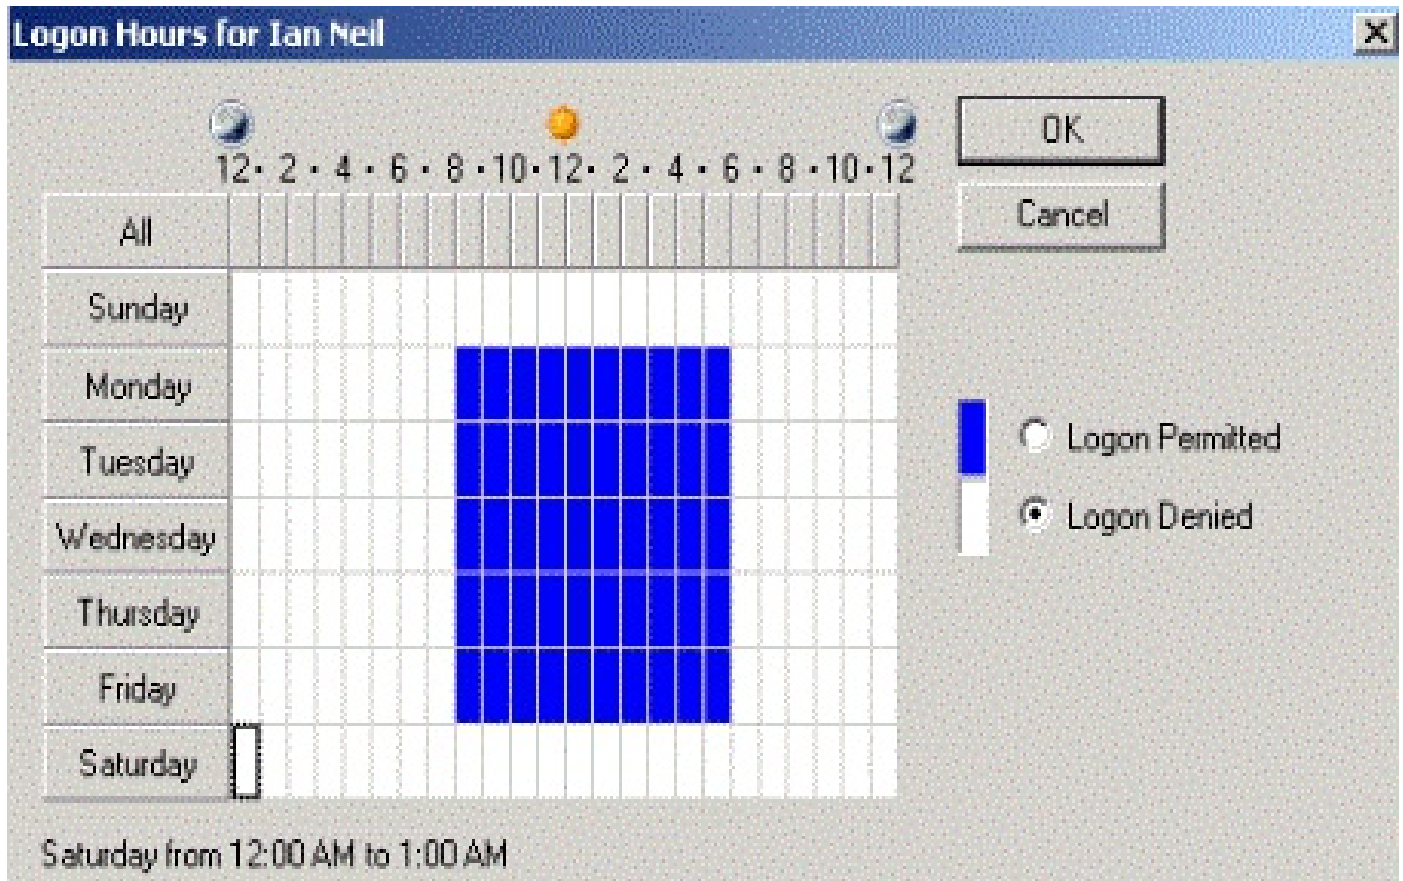 Logon Hours for Ian Neil
12 · 2 · 4 · 6 · 8 · 10 · 12 · 2 · 4 · 6 · 8 · 10 · 12
OK
Cancel
All
Sunday
Monday
Tuesday
Wednesday
Thursday
Friday
Saturday
Logon Permitted
Logon Denied
Saturday from 12:00 AM to 1:00 AM